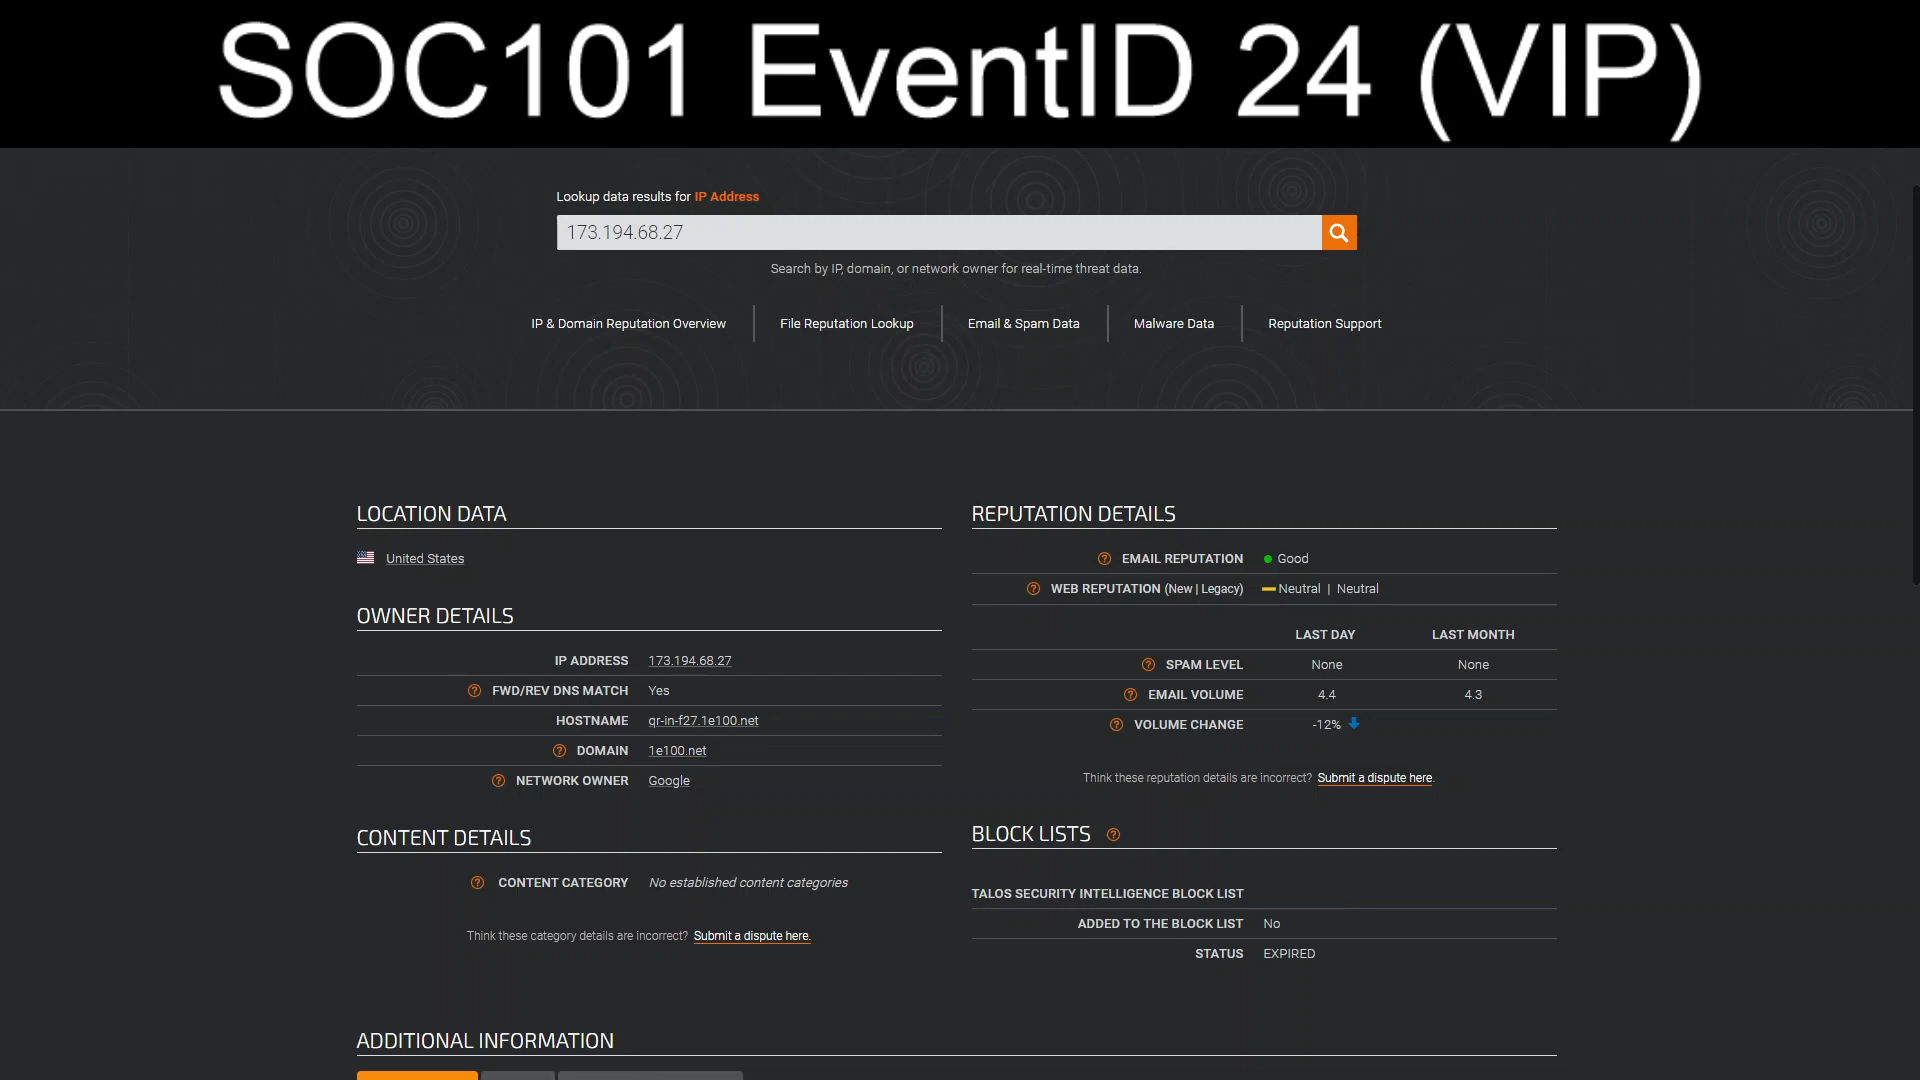 SOC101 EventID 24 (VIP)
Lookup data results for IP Address
173.194.68.27
Search by IP, domain, or network owner for real-time threat data.
IP & Domain Reputation Overview
File Reputation Lookup
Email & Spam Data
Malware Data
Reputation Support
LOCATION DATA
United States
OWNER DETAILS
IP ADDRESS 173.194.68.27
FWD/REV DNS MATCH Yes
HOSTNAME qr-in-f27.1e100.net
DOMAIN 1e100.net
NETWORK OWNER Google
CONTENT DETAILS
CONTENT CATEGORY No established content categories
Think these category details are incorrect? Submit a dispute here.
REPUTATION DETAILS
EMAIL REPUTATION Good
WEB REPUTATION (New | Legacy) Neutral | Neutral
LAST DAY LAST MONTH
SPAM LEVEL None None
EMAIL VOLUME 4.4 4.3
VOLUME CHANGE -12%
Think these reputation details are incorrect? Submit a dispute here.
BLOCK LISTS
TALOS SECURITY INTELLIGENCE BLOCK LIST
ADDED TO THE BLOCK LIST No
STATUS EXPIRED
ADDITIONAL INFORMATION